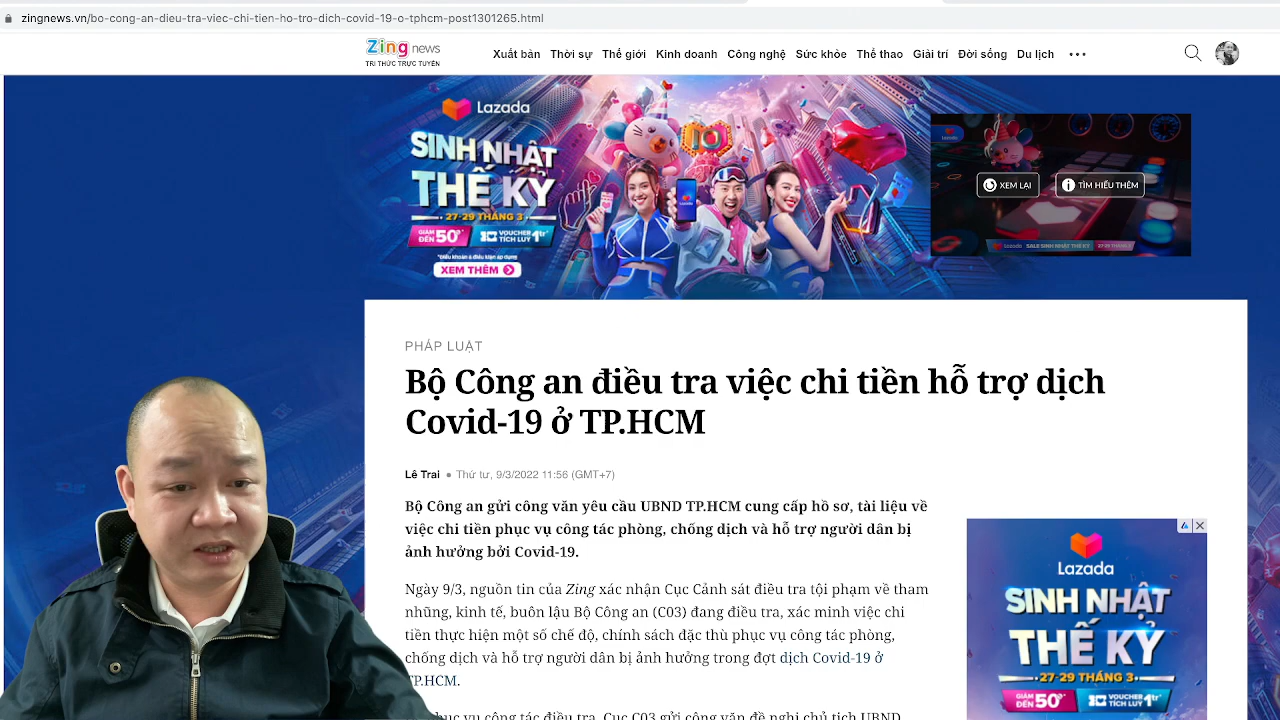 zingnews.vn/bo-cong-an-dieu-tra-viec-chi-tien-ho-tro-dich-covid-19-o-tphcm-post1301265.html
Zing news
TRI THỨC TRỰC TUYẾN
Xuất bản Thời sự Thế giới Kinh doanh Công nghệ Sức khỏe Thể thao Giải trí Đời sống Du lịch
Lazada
SINH NHẬT
THẾ KỶ
27-29 THÁNG 3
GIẢM ĐẾN 50%* VOUCHER TÍCH LUỸ 1tr*
*Điều khoản & điều kiện áp dụng
XEM THÊM
10
XEM LẠI
TÌM HIỂU THÊM
Lazada SALE SINH NHẬT THẾ KỶ
PHÁP LUẬT
Bộ Công an điều tra việc chi tiền hỗ trợ dịch
Covid-19 ở TP.HCM
Lê Trai • Thứ tư, 9/3/2022 11:56 (GMT+7)
Bộ Công an gửi công văn yêu cầu UBND TP.HCM cung cấp hồ sơ, tài liệu về
việc chi tiền phục vụ công tác phòng, chống dịch và hỗ trợ người dân bị
ảnh hưởng bởi Covid-19.
Ngày 9/3, nguồn tin của Zing xác nhận Cục Cảnh sát điều tra tội phạm về tham
nhũng, kinh tế, buôn lậu Bộ Công an (C03) đang điều tra, xác minh việc chi
tiền thực hiện một số chế độ, chính sách đặc thù phục vụ công tác phòng,
chống dịch và hỗ trợ người dân bị ảnh hưởng trong đợt dịch Covid-19 ở
TP.HCM.
phục vụ công tác điều tra, Cục C03 gửi công văn đề nghị chủ tịch UBND
Lazada
SINH NHẬT
THẾ KỶ
27-29 THÁNG 3
GIẢM ĐẾN 50%* VOUCHER TÍCH LUỸ 1tr*